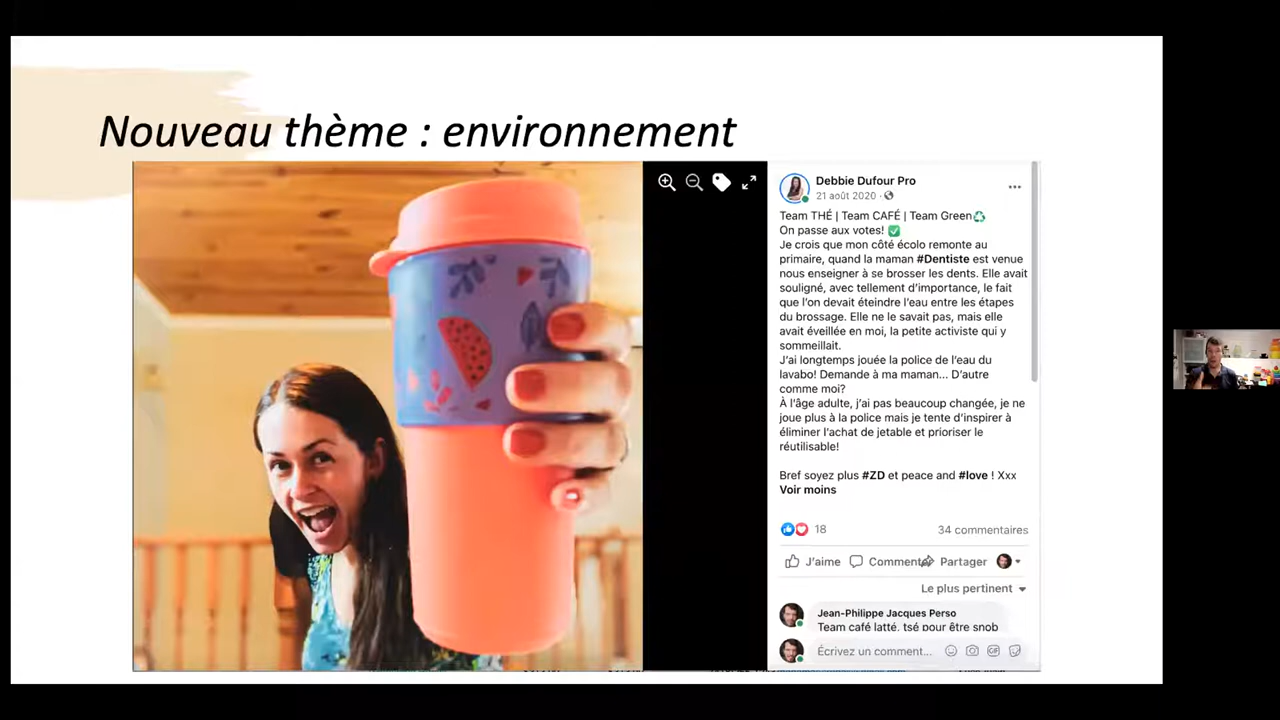 Nouveau thème : environnement
Debbie Dufour Pro
21 août 2020 ·
Team THÉ | Team CAFÉ | Team Green♻️
On passe aux votes! ✅
Je crois que mon côté écolo remonte au
primaire, quand la maman #Dentiste est venue
nous enseigner à se brosser les dents. Elle avait
souligné, avec tellement d'importance, le fait
que l'on devait éteindre l'eau entre les étapes
du brossage. Elle ne le savait pas, mais elle
avait éveillée en moi, la petite activiste qui y
sommeillait.
J'ai longtemps jouée la police de l'eau du
lavabo! Demande à ma maman... D'autre
comme moi?
À l'âge adulte, j'ai pas beaucoup changée, je ne
joue plus à la police mais je tente d'inspirer à
éliminer l'achat de jetable et prioriser le
réutilisable!
Bref soyez plus #ZD et peace and #love ! Xxx
Voir moins
18
34 commentaires
J'aime
Comment
Partager
Le plus pertinent
Jean-Philippe Jacques Perso
Team café latté, tsé pour être snob
Écrivez un comment...
GIF